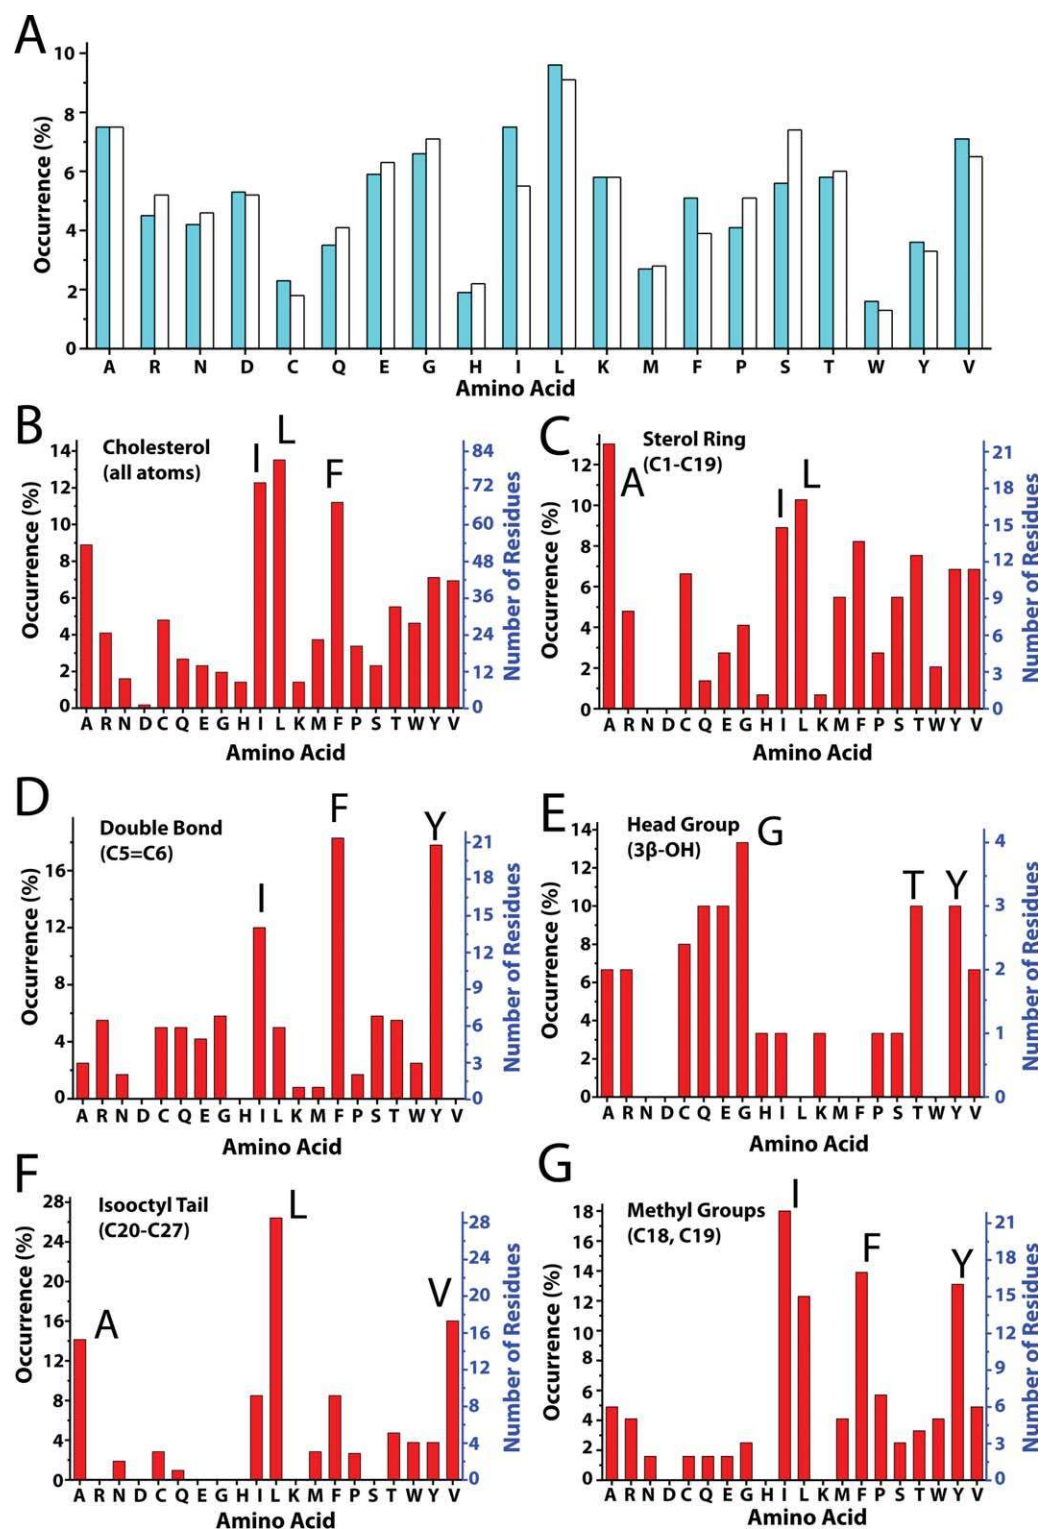 A
10
8
6
4
2
0
Occurrence (%)
A R N D C Q E G H I L K M F P S T W Y V
Amino Acid
B
Cholesterol
(all atoms)
I L F
14
12
10
8
6
4
2
0
Occurrence (%)
84
72
60
48
36
24
12
0
Number of Residues
A R N D C Q E G H I L K M F P S T W Y V
Amino Acid
C
Sterol Ring
(C1-C19)
A I L
12
10
8
6
4
2
0
Occurrence (%)
21
18
15
12
9
6
3
0
Number of Residues
A R N D C Q E G H I L K M F P S T W Y V
Amino Acid
D
Double Bond
(C5=C6)
I F Y
16
12
8
4
0
Occurrence (%)
21
18
15
12
9
6
3
0
Number of Residues
A R N D C Q E G H I L K M F P S T W Y V
Amino Acid
E
Head Group
(3β-OH)
G T Y
14
12
10
8
6
4
2
0
Occurrence (%)
4
3
2
1
0
Number of Residues
A R N D C Q E G H I L K M F P S T W Y V
Amino Acid
F
Isooctyl Tail
(C20-C27)
A L V
28
24
20
16
12
8
4
0
Occurrence (%)
28
24
20
16
12
8
4
0
Number of Residues
A R N D C Q E G H I L K M F P S T W Y V
Amino Acid
G
Methyl Groups
(C18, C19)
I F Y
18
16
14
12
10
8
6
4
2
0
Occurrence (%)
21
18
15
12
9
6
3
0
Number of Residues
A R N D C Q E G H I L K M F P S T W Y V
Amino Acid